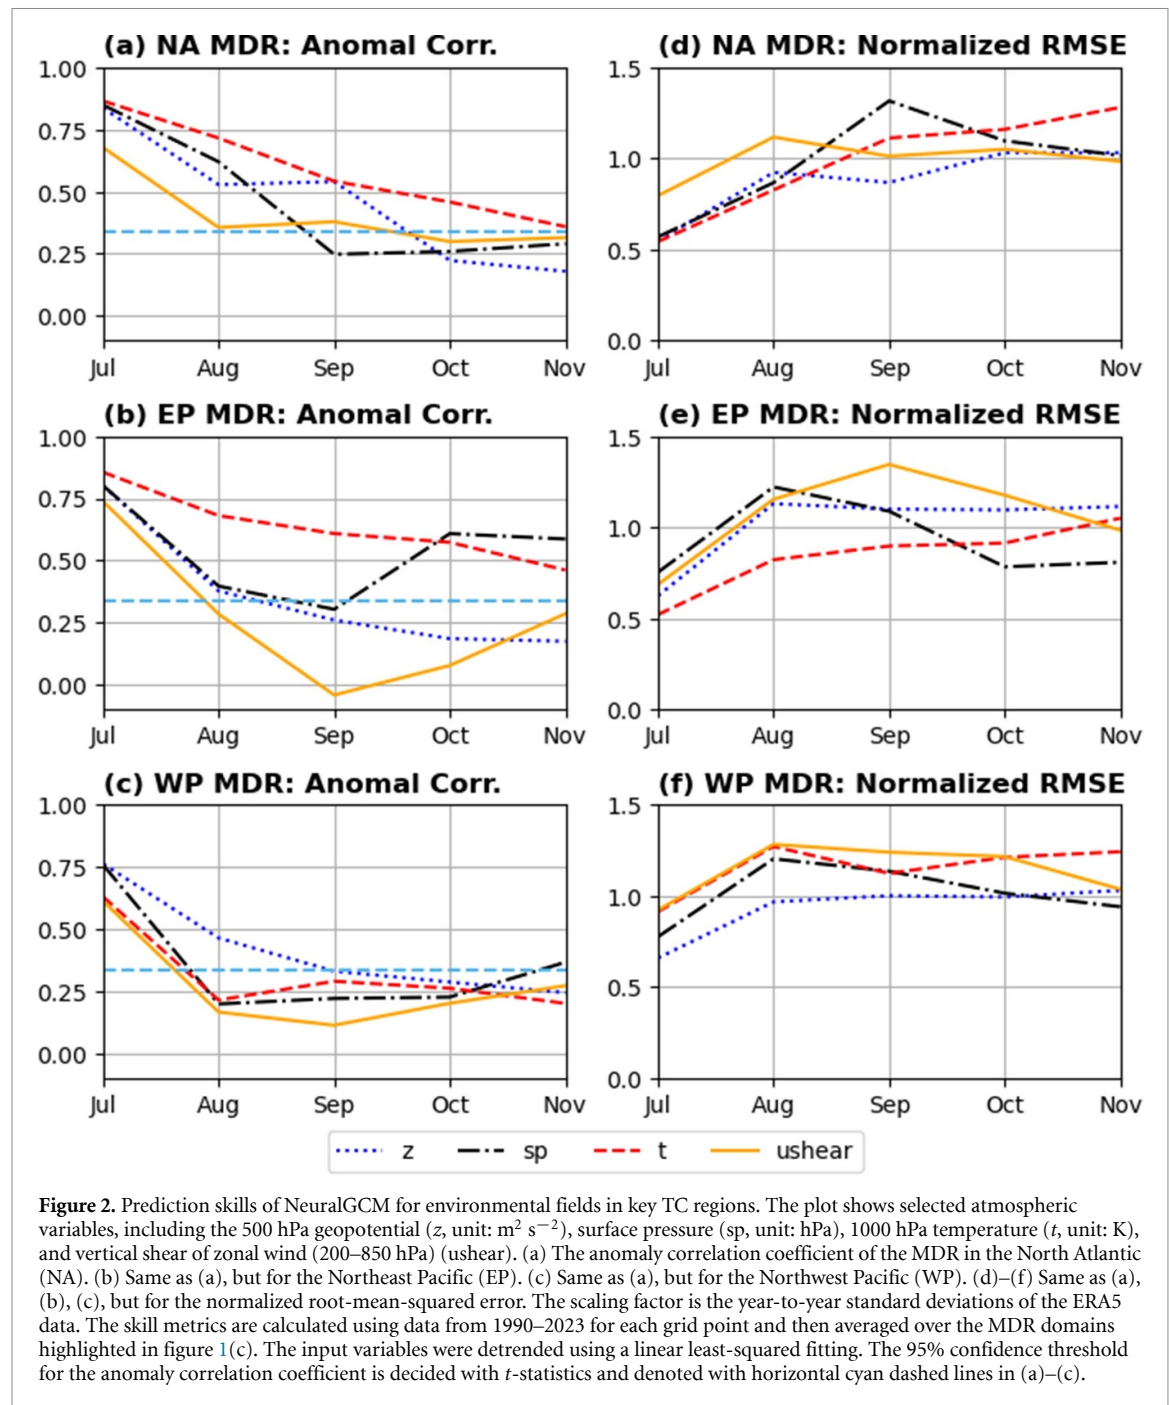 (a) NA MDR: Anomal Corr.
1.00
0.75
0.50
0.25
0.00
Jul Aug Sep Oct Nov
(d) NA MDR: Normalized RMSE
1.5
1.0
0.5
0.0
Jul Aug Sep Oct Nov
(b) EP MDR: Anomal Corr.
1.00
0.75
0.50
0.25
0.00
Jul Aug Sep Oct Nov
(e) EP MDR: Normalized RMSE
1.5
1.0
0.5
0.0
Jul Aug Sep Oct Nov
(c) WP MDR: Anomal Corr.
1.00
0.75
0.50
0.25
0.00
Jul Aug Sep Oct Nov
(f) WP MDR: Normalized RMSE
1.5
1.0
0.5
0.0
Jul Aug Sep Oct Nov
z sp t ushear
Figure 2. Prediction skills of NeuralGCM for environmental fields in key TC regions. The plot shows selected atmospheric
variables, including the 500 hPa geopotential (z, unit: m² s⁻²), surface pressure (sp, unit: hPa), 1000 hPa temperature (t, unit: K),
and vertical shear of zonal wind (200–850 hPa) (ushear). (a) The anomaly correlation coefficient of the MDR in the North Atlantic
(NA). (b) Same as (a), but for the Northeast Pacific (EP). (c) Same as (a), but for the Northwest Pacific (WP). (d)–(f) Same as (a),
(b), (c), but for the normalized root-mean-squared error. The scaling factor is the year-to-year standard deviations of the ERA5
data. The skill metrics are calculated using data from 1990–2023 for each grid point and then averaged over the MDR domains
highlighted in figure 1(c). The input variables were detrended using a linear least-squared fitting. The 95% confidence threshold
for the anomaly correlation coefficient is decided with t-statistics and denoted with horizontal cyan dashed lines in (a)–(c).